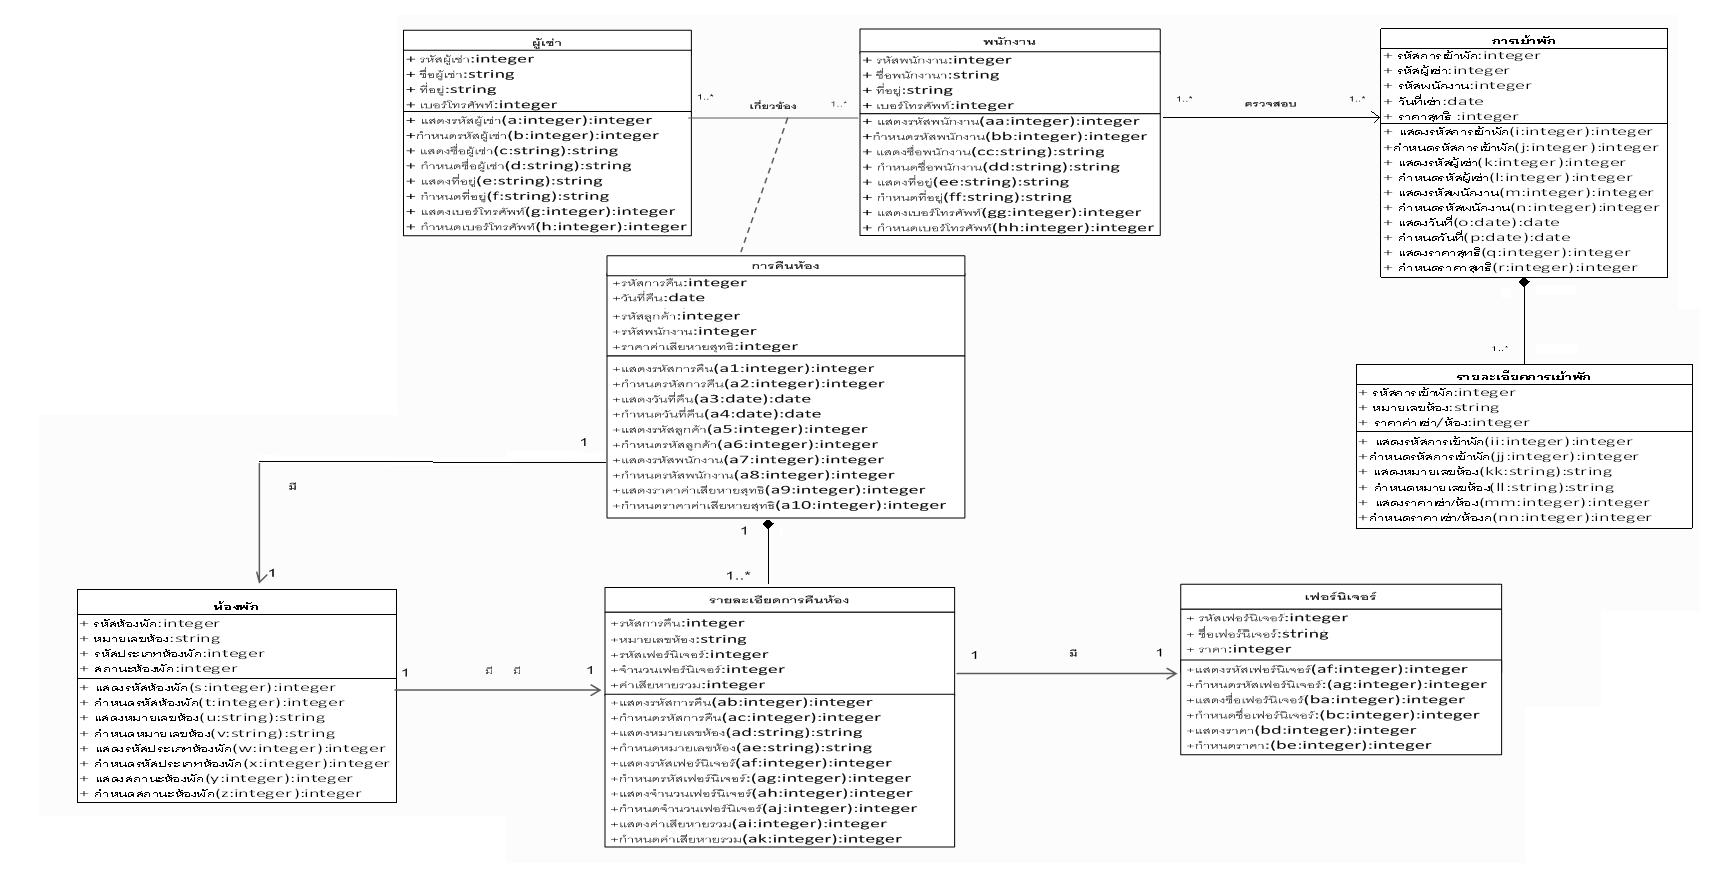 ผู้เช่า
+ รหัสผู้เช่า:integer
+ ชื่อผู้เช่า:string
+ ที่อยู่:string
+ เบอร์โทรศัพท์:integer
+ แสดงรหัสผู้เช่า(a:integer):integer
+กำหนดรหัสผู้เช่า(b:integer):integer
+ แสดงชื่อผู้เช่า(c:string):string
+ กำหนดชื่อผู้เช่า(d:string):string
+ แสดงที่อยู่(e:string):string
+ กำหนดที่อยู่(f:string):string
+ แสดงเบอร์โทรศัพท์(g:integer):integer
+ กำหนดเบอร์โทรศัพท์(h:integer):integer
1..*
เกี่ยวข้อง
1..*
พนักงาน
+ รหัสพนักงาน:integer
+ ชื่อพนักงานา:string
+ ที่อยู่:string
+ เบอร์โทรศัพท์:integer
+ แสดงรหัสพนักงาน(aa:integer):integer
+กำหนดรหัสพนักงาน(bb:integer):integer
+ แสดงชื่อพนักงาน(cc:string):string
+ กำหนดชื่อพนักงาน(dd:string):string
+ แสดงที่อยู่(ee:string):string
+ กำหนดที่อยู่(ff:string):string
+ แสดงเบอร์โทรศัพท์(gg:integer):integer
+ กำหนดเบอร์โทรศัพท์(hh:integer):integer
1..*
ตรวจสอบ
1..*
การเข้าพัก
+ รหัสการเข้าพัก:integer
+ รหัสผู้เช่า:integer
+ รหัสพนักงาน:integer
+ วันที่เช่า:date
+ ราคาสุทธิ :integer
+ แสดงรหัสการเข้าพัก(i:integer):integer
+กำหนดรหัสการเข้าพัก(j:integer):integer
+ แสดงรหัสผู้เช่า(k:integer):integer
+ กำหนดรหัสผู้เช่า(l:integer):integer
+ แสดงรหัสพนักงาน(m:integer):integer
+ กำหนดรหัสพนักงาน(n:integer):integer
+ แสดงวันที่(o:date):date
+ กำหนดวันที่(p:date):date
+ แสดงราคาสุทธิ(q:integer):integer
+ กำหนดราคาสุทธิ(r:integer):integer
1..*
รายละเอียดการเข้าพัก
+ รหัสการเข้าพัก:integer
+ หมายเลขห้อง:string
+ ราคาค่าเช่า/ห้อง:integer
+ แสดงรหัสการเข้าพัก(ii:integer):integer
+กำหนดรหัสการเข้าพัก(jj:integer):integer
+ แสดงหมายเลขห้อง(kk:string):string
+ กำหนดหมายเลขห้อง(ll:string):string
+ แสดงราคาเช่า/ห้อง(mm:integer):integer
+กำหนดราคาเช่า/ห้องก(nn:integer):integer
การคืนห้อง
+รหัสการคืน:integer
+วันที่คืน:date
+รหัสลูกค้า:integer
+รหัสพนักงาน:integer
+ราคาค่าเสียหายสุทธิ:integer
+แสดงรหัสการคืน(a1:integer):integer
+กำหนดรหัสการคืน(a2:integer):integer
+แสดงวันที่คืน(a3:date):date
+กำหนดวันที่คืน(a4:date):date
+แสดงรหัสลูกค้า(a5:integer):integer
+กำหนดรหัสลูกค้า(a6:integer):integer
+แสดงรหัสพนักงาน(a7:integer):integer
+กำหนดรหัสพนักงาน(a8:integer):integer
+แสดงราคาค่าเสียหายสุทธิ(a9:integer):integer
+กำหนดราคาค่าเสียหายสุทธิ(a10:integer):integer
1
มี
1
1
1..*
ห้องพัก
+ รหัสห้องพัก:integer
+ หมายเลขห้อง:string
+ รหัสประเภทห้องพัก:integer
+ สถานะห้องพัก:integer
+ แสดงรหัสห้องพัก(s:integer):integer
+ กำหนดรหัสห้องพัก(t:integer):integer
+ แสดงหมายเลขห้อง(u:string):string
+ กำหนดหมายเลขห้อง(v:string):string
+ แสดงรหัสประเภทห้องพัก(w:integer):integer
+ กำหนดรหัสประเภทห้องพัก(x:integer):integer
+ แสดงสถานะห้องพัก(y:integer):integer
+ กำหนดสถานะห้องพัก(z:integer):integer
1
มี มี
1
รายละเอียดการคืนห้อง
+รหัสการคืน:integer
+หมายเลขห้อง:string
+รหัสเฟอร์นิเจอร์:integer
+จำนวนเฟอร์นิเจอร์:integer
+ค่าเสียหายรวม:integer
+แสดงรหัสการคืน(ab:integer):integer
+กำหนดรหัสการคืน(ac:integer):integer
+แสดงหมายเลขห้อง(ad:string):string
+กำหนดหมายเลขห้อง(ae:string):string
+แสดงรหัสเฟอร์นิเจอร์(af:integer):integer
+กำหนดรหัสเฟอร์นิเจอร์:(ag:integer):integer
+แสดงจำนวนเฟอร์นิเจอร์(ah:integer):integer
+กำหนดจำนวนเฟอร์นิเจอร์(aj:integer):integer
+แสดงค่าเสียหายรวม(ai:integer):integer
+กำหนดค่าเสียหายรวม(ak:integer):integer
1
มี
1
เฟอร์นิเจอร์
+ รหัสเฟอร์นิเจอร์:integer
+ ชื่อเฟอร์นิเจอร์:string
+ ราคา:integer
+แสดงรหัสเฟอร์นิเจอร์(af:integer):integer
+กำหนดรหัสเฟอร์นิเจอร์:(ag:integer):integer
+แสดงชื่อเฟอร์นิเจอร์(ba:integer):integer
+กำหนดชื่อเฟอร์นิเจอร์:(bc:integer):integer
+แสดงราคา(bd:integer):integer
+กำหนดราคา:(be:integer):integer